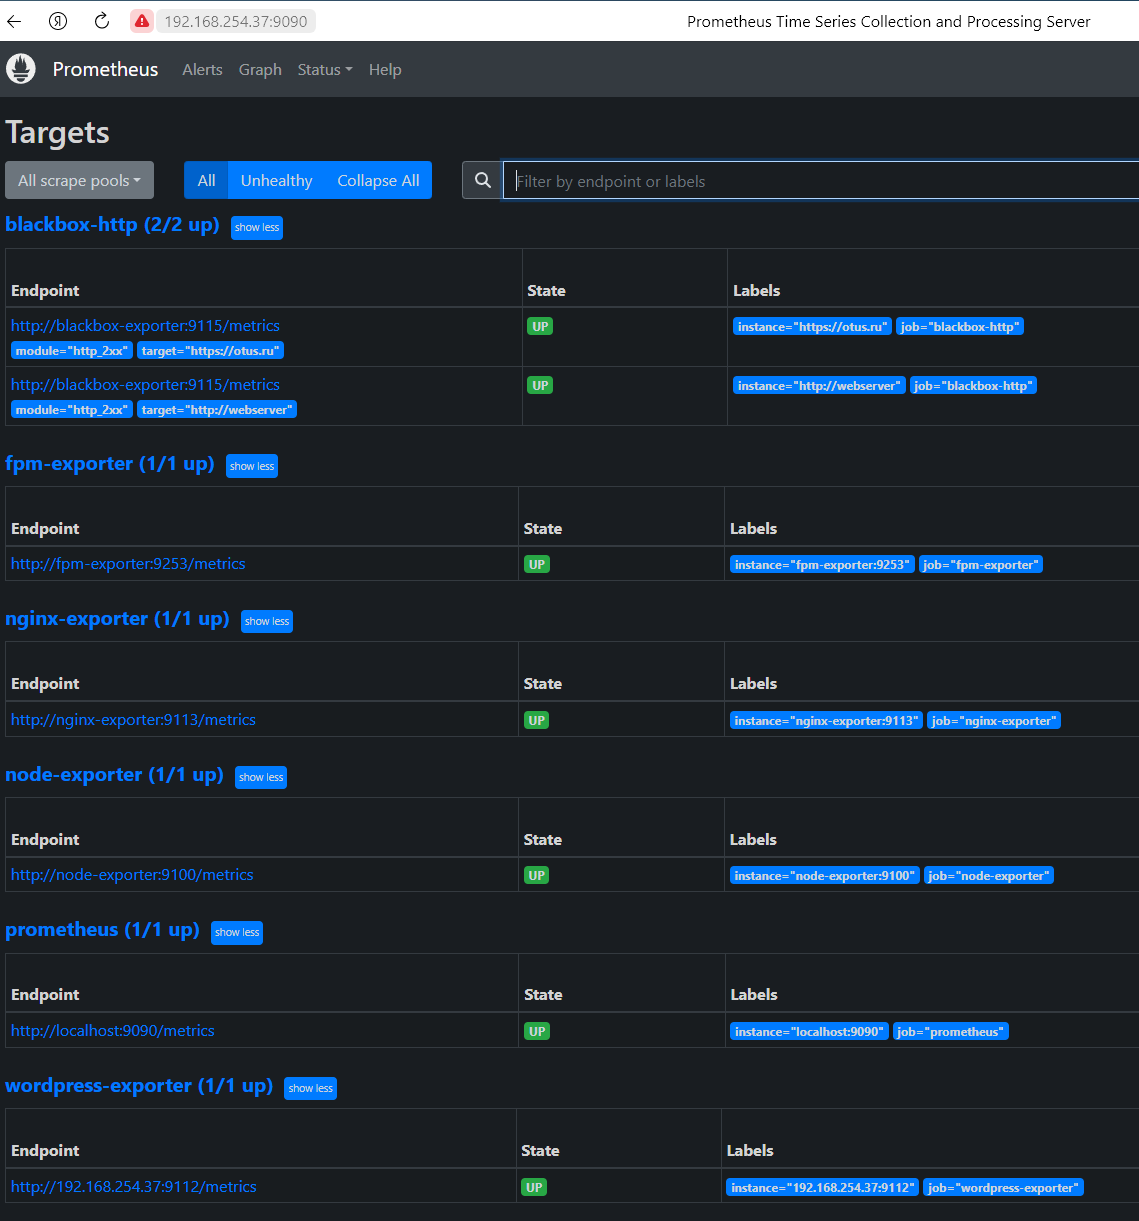 Я 192.168.254.37:9090 Prometheus Time Series Collection and Processing Server
Prometheus Alerts Graph Status Help
Targets
All scrape pools All Unhealthy Collapse All Filter by endpoint or labels
blackbox-http (2/2 up) show less
Endpoint State Labels
http://blackbox-exporter:9115/metrics UP instance="https://otus.ru" job="blackbox-http"
module="http_2xx" target="https://otus.ru"
http://blackbox-exporter:9115/metrics UP instance="http://webserver" job="blackbox-http"
module="http_2xx" target="http://webserver"
fpm-exporter (1/1 up) show less
Endpoint State Labels
http://fpm-exporter:9253/metrics UP instance="fpm-exporter:9253" job="fpm-exporter"
nginx-exporter (1/1 up) show less
Endpoint State Labels
http://nginx-exporter:9113/metrics UP instance="nginx-exporter:9113" job="nginx-exporter"
node-exporter (1/1 up) show less
Endpoint State Labels
http://node-exporter:9100/metrics UP instance="node-exporter:9100" job="node-exporter"
prometheus (1/1 up) show less
Endpoint State Labels
http://localhost:9090/metrics UP instance="localhost:9090" job="prometheus"
wordpress-exporter (1/1 up) show less
Endpoint State Labels
http://192.168.254.37:9112/metrics UP instance="192.168.254.37:9112" job="wordpress-exporter"